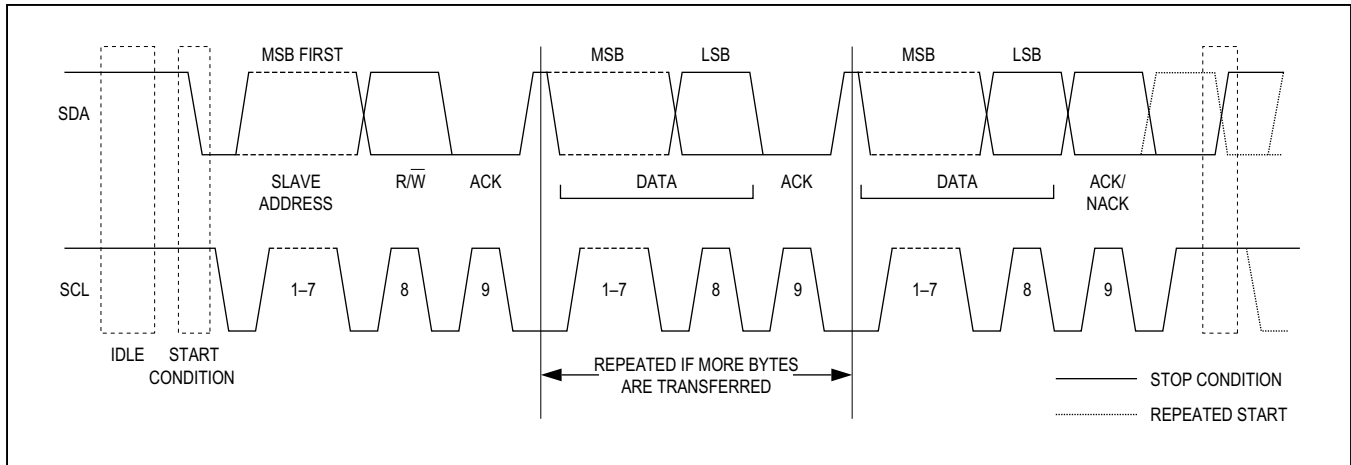 MSB FIRST
MSB
LSB
MSB
LSB
SDA
SLAVE
ADDRESS
R/W̅
ACK
DATA
ACK
DATA
ACK/
NACK
SCL
1–7
8
9
1–7
8
9
1–7
8
9
IDLE
START
CONDITION
REPEATED IF MORE BYTES
ARE TRANSFERRED
STOP CONDITION
REPEATED START